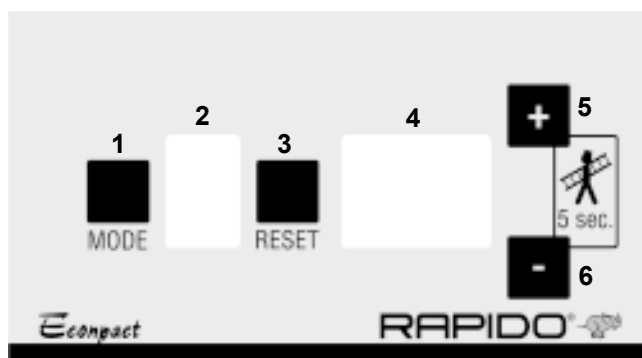 1
2
3
4
5
+
MODE
RESET
5 sec.
-
6
Econpact
RAPIDO®